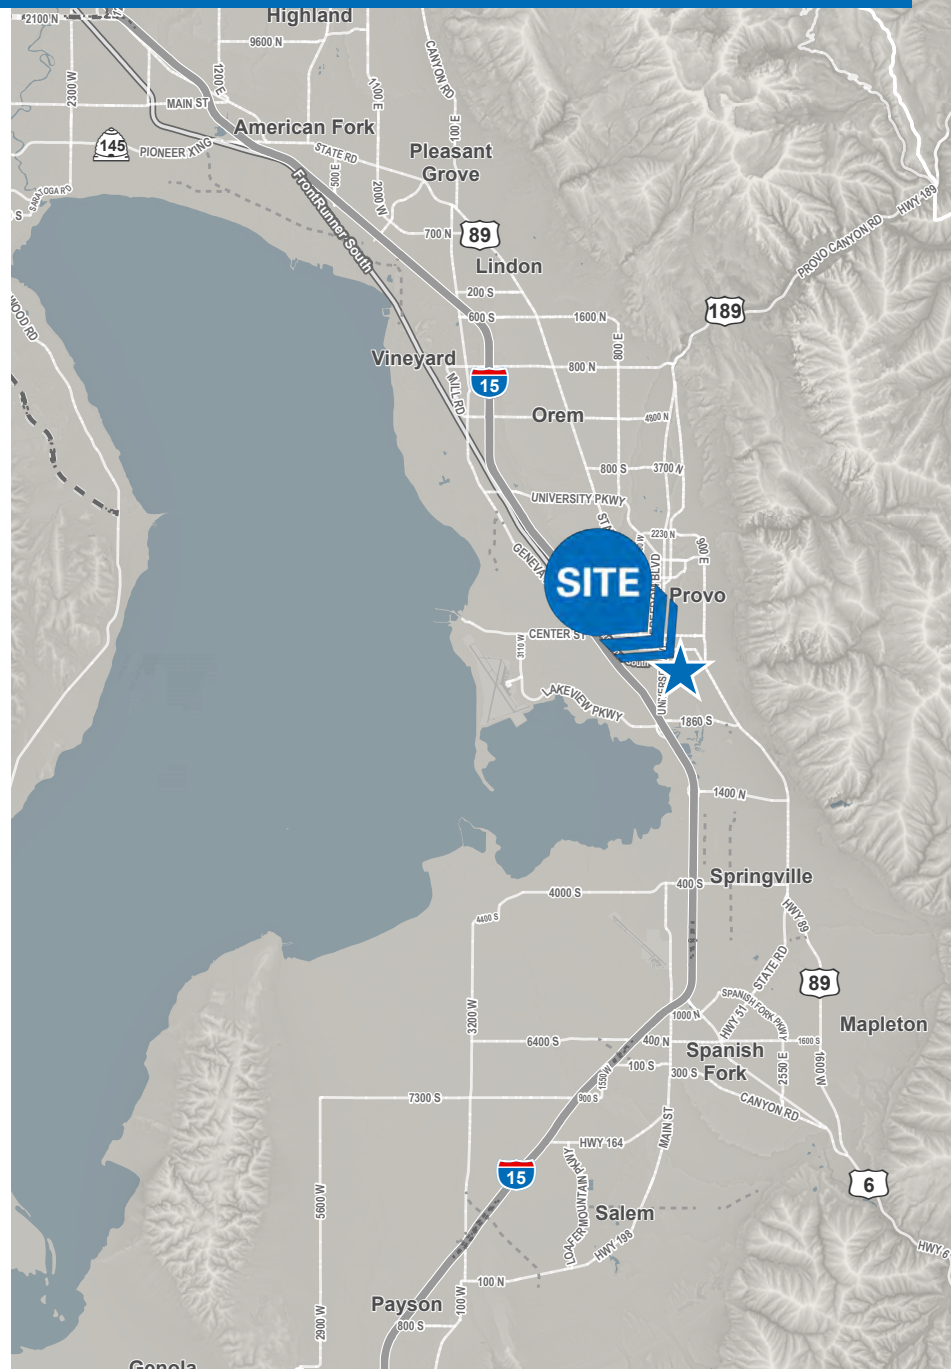 Highland
2100 N
9600 N
CANYON RD
2300 W
1200 E
1100 E
MAIN ST
American Fork
100 E
145
PIONEER XING
STATE RD
Pleasant
Grove
500 E
2000 W
SARATOGA RD
S
FrontRunner South
700 N
89
HWY 189
PROVO CANYON RD
Lindon
200 S
189
600 S
1600 N
800 E
Vineyard
800 N
15
MILL RD
Orem
4800 N
800 S
3700 N
UNIVERSITY PKWY
2230 N
900 E
GENEVA
SITE
BLVD
Provo
CENTER ST
3110 W
South
LAKEVIEW PKWY
1860 S
1400 N
Springville
400 S
4000 S
4400 S
HWY 89
STATE RD
89
SPANISH FORK PKWY
3200 W
1000 N
HWY 51
Mapleton
6400 S
400 N
1600 S
Spanish
Fork
100 S
300 S
2550 E
1600 W
1550 W
7300 S
900 S
CANYON RD
MAIN ST
HWY 164
15
6
LOAFER MOUNTAIN PKWY
5600 W
Salem
HWY 198
HWY 6
100 N
Payson
100 W
2900 W
800 S
Genola